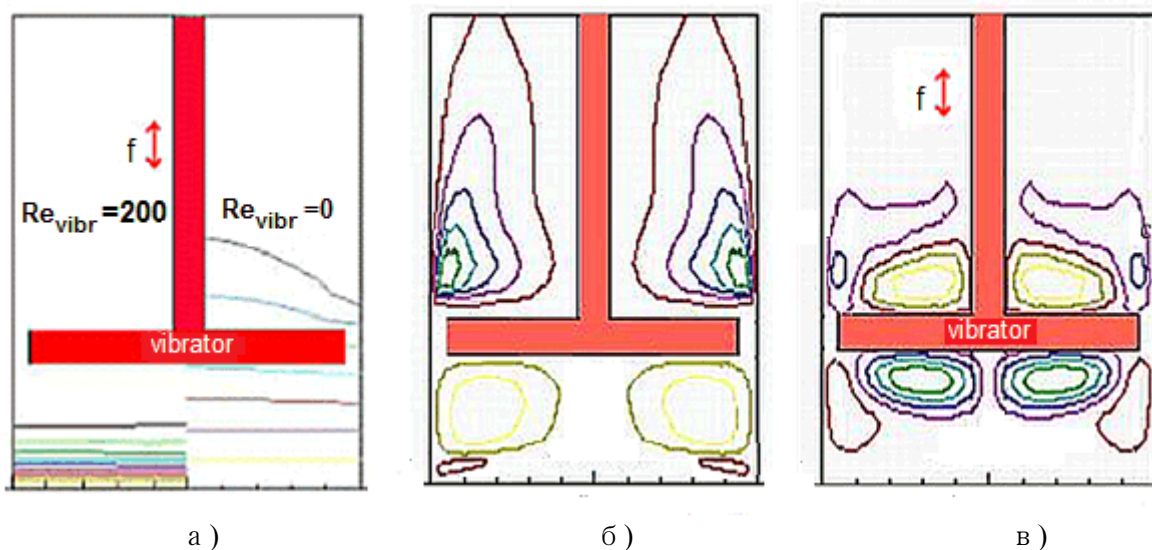 f
f
Re_vibr =200
Re_vibr =0
vibrator
vibrator
а )
б )
в )